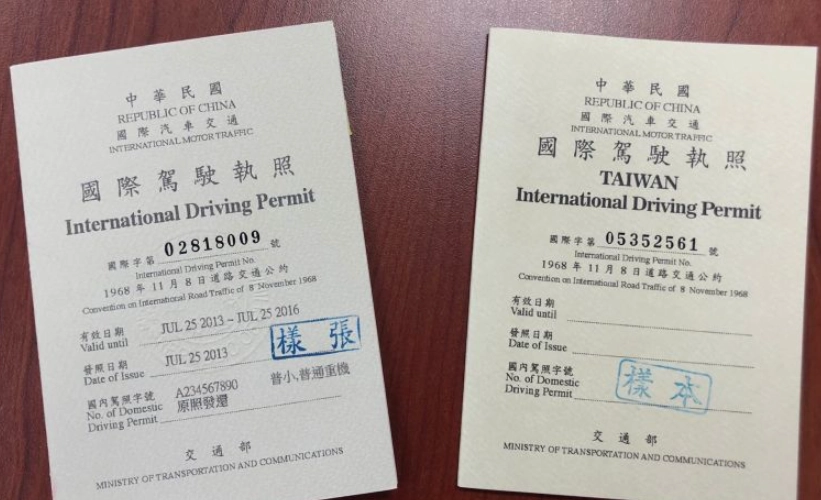 中華民國
REPUBLIC OF CHINA
國際汽車交通
INTERNATIONAL MOTOR TRAFFIC
國際駕駛執照
International Driving Permit
國際字第 02818009 號
International Driving Permit No.
1968 年 11 月 8 日道路交通公約
Convention on International Road Traffic of 8 November 1968
有效日期
Valid until JUL 25 2013 ~ JUL 25 2016
發照日期
Date of Issue JUL 25 2013
樣張
國內駕照字號
No. of Domestic
Driving Permit
A234567890 普小,普通重機
原照發還
交通部
MINISTRY OF TRANSPORTATION AND COMMUNICATIONS
中華民國
REPUBLIC OF CHINA
國際汽車交通
INTERNATIONAL MOTOR TRAFFIC
國際駕駛執照
TAIWAN
International Driving Permit
國際字第 05352561 號
International Driving Permit No.
1968 年 11 月 8 日道路交通公約
Convention on International Road Traffic of 8 November 1968
有效日期
Valid until
發照日期
Date of Issue
國內駕照字號
No. of Domestic
Driving Permit
樣本
交通部
MINISTRY OF TRANSPORTATION AND COMMUNICATIONS